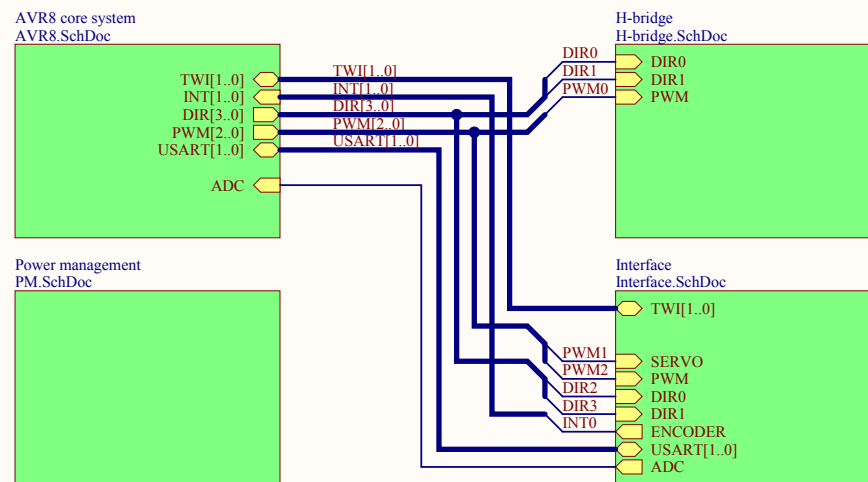 AVR8 core system
AVR8.SchDoc
TWI[1..0]
INT[1..0]
DIR[3..0]
PWM[2..0]
USART[1..0]
ADC
TWI[1..0]
INT[1..0]
DIR[3..0]
PWM[2..0]
USART[1..0]
H-bridge
H-bridge.SchDoc
DIR0
DIR1
PWM0
DIR0
DIR1
PWM
Power management
PM.SchDoc
Interface
Interface.SchDoc
TWI[1..0]
PWM1
PWM2
DIR2
DIR3
INT0
SERVO
PWM
DIR0
DIR1
ENCODER
USART[1..0]
ADC